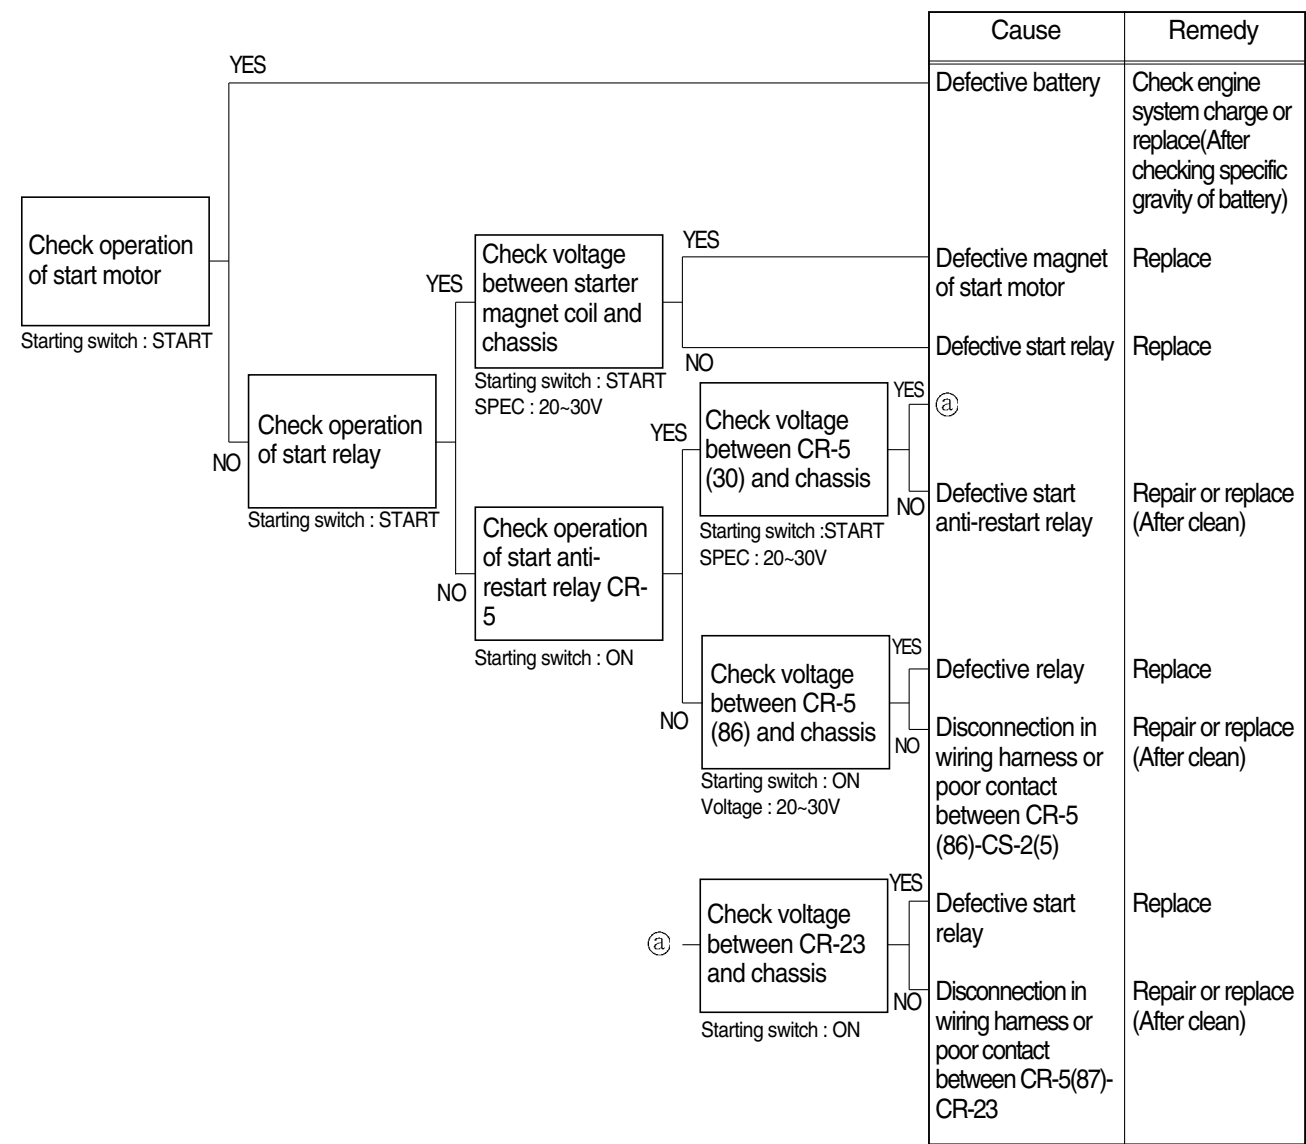 Cause
Remedy
YES
Defective battery
Check engine
system charge or
replace(After
checking specific
gravity of battery)
Check operation
of start motor
Starting switch : START
YES
Check voltage
between starter
magnet coil and
chassis
Starting switch : START
SPEC : 20~30V
YES
Defective magnet
of start motor
Replace
NO
Defective start relay
Replace
NO
Check operation
of start relay
Starting switch : START
YES
Check voltage
between CR-5
(30) and chassis
Starting switch :START
SPEC : 20~30V
YES
ⓐ
NO
Defective start
anti-restart relay
Repair or replace
(After clean)
NO
Check operation
of start anti-
restart relay CR-
5
Starting switch : ON
NO
Check voltage
between CR-5
(86) and chassis
Starting switch : ON
Voltage : 20~30V
YES
Defective relay
Replace
NO
Disconnection in
wiring harness or
poor contact
between CR-5
(86)-CS-2(5)
Repair or replace
(After clean)
ⓐ
Check voltage
between CR-23
and chassis
Starting switch : ON
YES
Defective start
relay
Replace
NO
Disconnection in
wiring harness or
poor contact
between CR-5(87)-
CR-23
Repair or replace
(After clean)